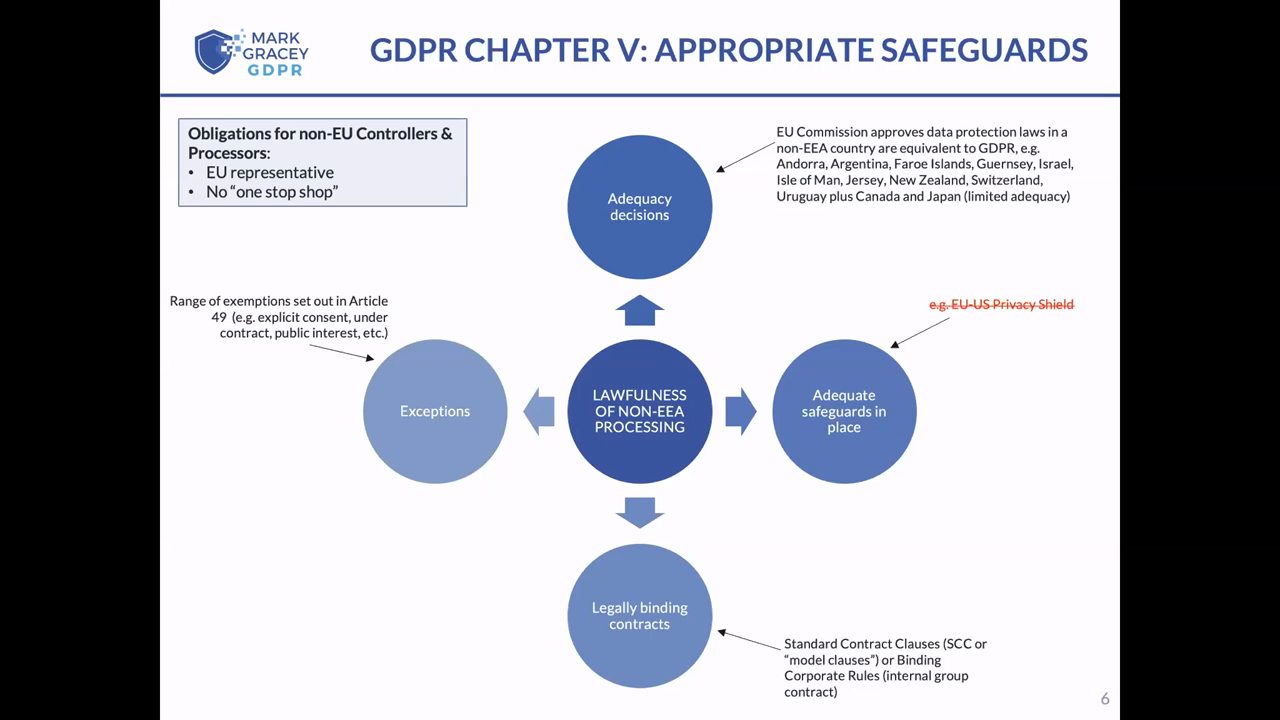 MARK
GRACEY
GDPR
GDPR CHAPTER V: APPROPRIATE SAFEGUARDS
Obligations for non-EU Controllers &
Processors:
• EU representative
• No “one stop shop”
Adequacy
decisions
EU Commission approves data protection laws in a
non-EEA country are equivalent to GDPR, e.g.
Andorra, Argentina, Faroe Islands, Guernsey, Israel,
Isle of Man, Jersey, New Zealand, Switzerland,
Uruguay plus Canada and Japan (limited adequacy)
Range of exemptions set out in Article
49 (e.g. explicit consent, under
contract, public interest, etc.)
e.g. EU-US Privacy Shield
Exceptions
LAWFULNESS
OF NON-EEA
PROCESSING
Adequate
safeguards in
place
Legally binding
contracts
Standard Contract Clauses (SCC or
“model clauses”) or Binding
Corporate Rules (internal group
contract)
6